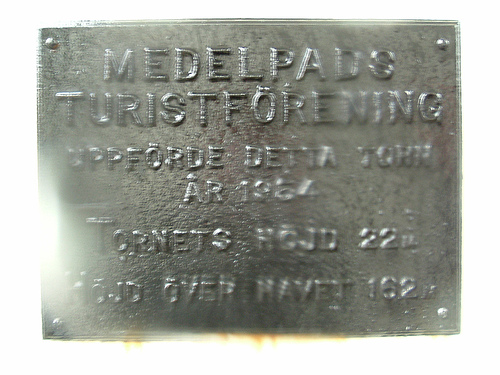 MEDELPADS
TURISTFÖRENING
UPPFÖRDE DETTA TORN
ÅR 1954
TORNETS HÖJD 22 M
HÖJD ÖVER HAVET 162 M